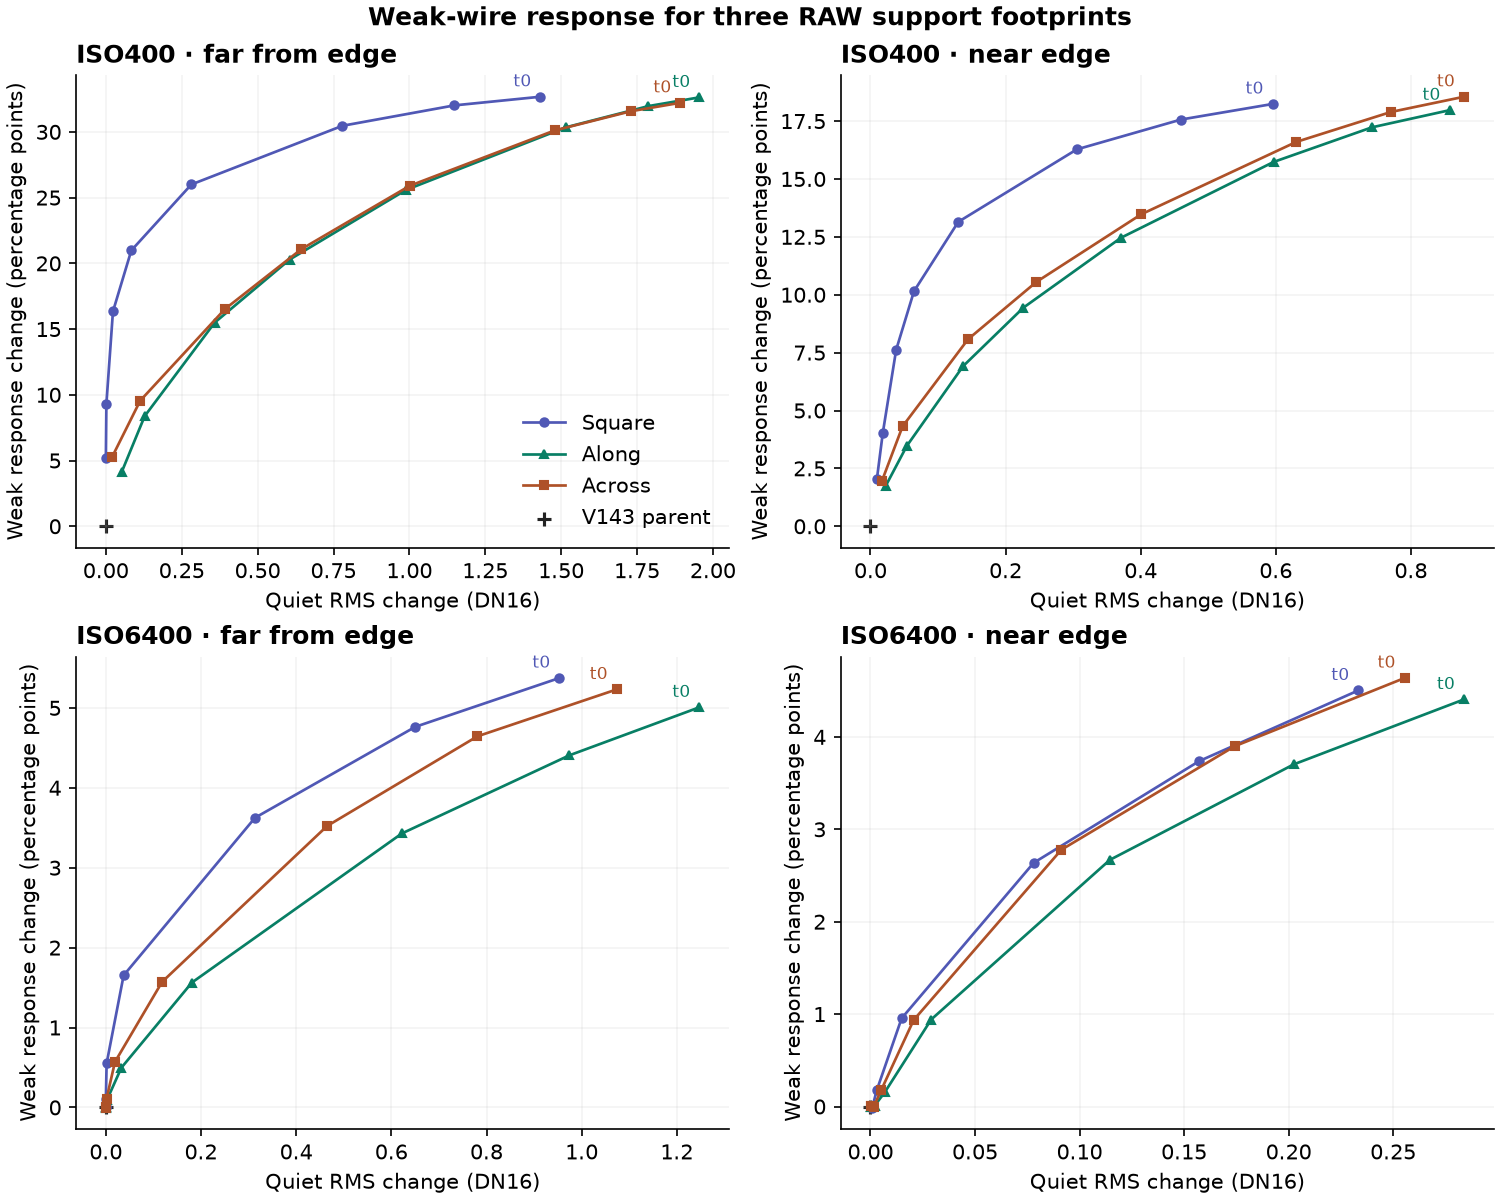 Weak-wire response for three RAW support footprints
ISO400 · far from edge
Weak response change (percentage points)
30
25
20
15
10
5
0
t0
t0
t0
Square
Along
Across
V143 parent
0.00 0.25 0.50 0.75 1.00 1.25 1.50 1.75 2.00
Quiet RMS change (DN16)
ISO400 · near edge
Weak response change (percentage points)
17.5
15.0
12.5
10.0
7.5
5.0
2.5
0.0
t0
t0
t0
0.0 0.2 0.4 0.6 0.8
Quiet RMS change (DN16)
ISO6400 · far from edge
Weak response change (percentage points)
5
4
3
2
1
0
t0
t0
t0
0.0 0.2 0.4 0.6 0.8 1.0 1.2
Quiet RMS change (DN16)
ISO6400 · near edge
Weak response change (percentage points)
4
3
2
1
0
t0
t0
t0
0.00 0.05 0.10 0.15 0.20 0.25
Quiet RMS change (DN16)